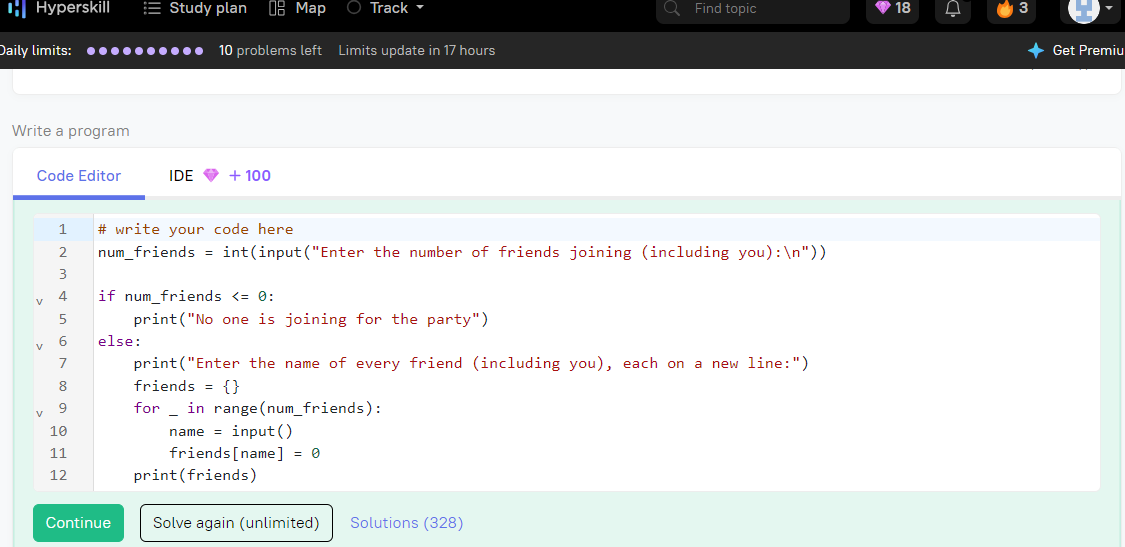 Hyperskill Study plan Map Track Find topic 18 3
Daily limits: 10 problems left Limits update in 17 hours Get Premiu
Write a program
Code Editor IDE + 100
1 # write your code here
2 num_friends = int(input("Enter the number of friends joining (including you):\n"))
3
4 if num_friends <= 0:
5     print("No one is joining for the party")
6 else:
7     print("Enter the name of every friend (including you), each on a new line:")
8     friends = {}
9     for _ in range(num_friends):
10         name = input()
11         friends[name] = 0
12     print(friends)
Continue Solve again (unlimited) Solutions (328)